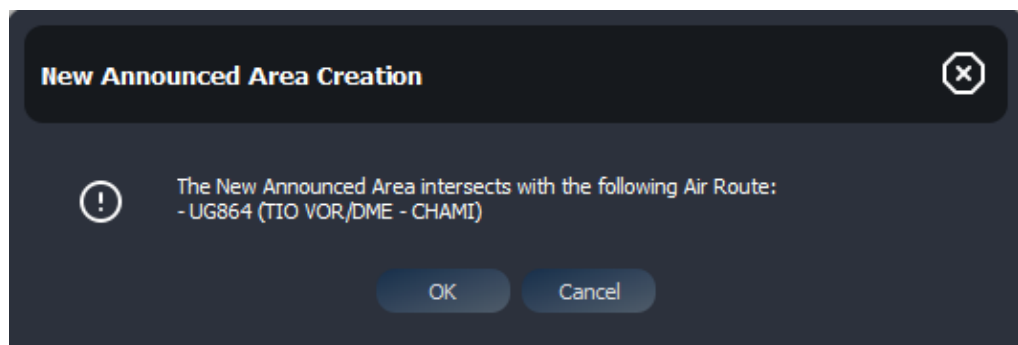 New Announced Area Creation
The New Announced Area intersects with the following Air Route:
- UG864 (TIO VOR/DME - CHAMI)
OK Cancel